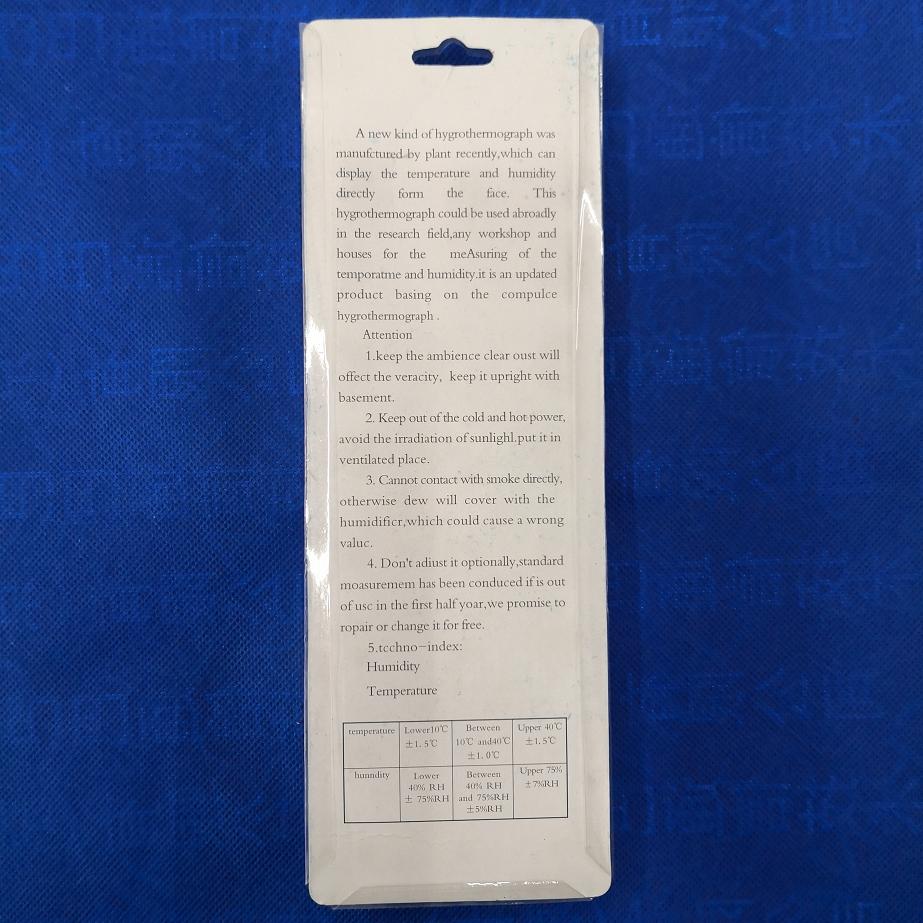 A new kind of hygrothermograph was
manufctured by plant recently,which can
display the temperature and humidity
directly form the face. This
hygrothermograph could be used abroadly
in the research field,any workshop and
houses for the meAsuring of the
temporatme and humidity.it is an updated
product basing on the compulce
hygrothermograph .
Attention
1.keep the ambience clear oust will
offect the veracity, keep it upright with
basement.
2. Keep out of the cold and hot power,
avoid the irradiation of sunlighl.put it in
ventilated place.
3. Cannot contact with smoke directly,
otherwise dew will cover with the
humidificr,which could cause a wrong
valuc.
4. Don't adiust it optionally,standard
moasuremem has been conduced if is out
of usc in the first half yoar,we promise to
ropair or change it for free.
5.tcchno-index:
Humidity
Temperature
temperature
Lower10℃
±1.5℃
Between
10℃ and40℃
±1.0℃
Upper 40℃
±1.5℃
hunndity
Lower
40% RH
± 75%RH
Between
40% RH
and 75%RH
±5%RH
Upper 75%
±7%RH